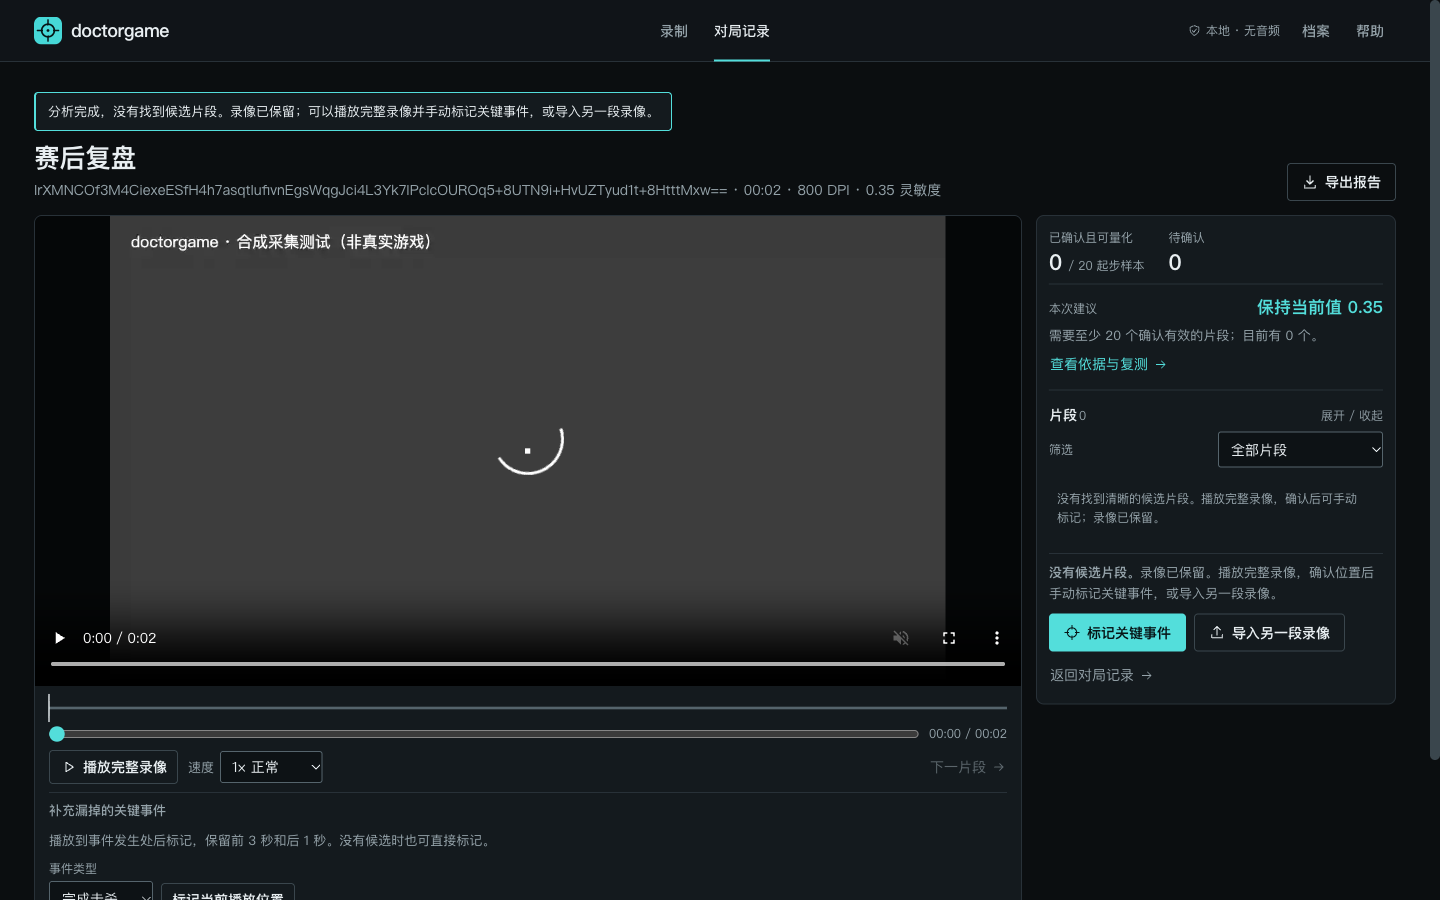 doctorgame
录制
对局记录
本地 · 无音频
档案
帮助
分析完成，没有找到候选片段。录像已保留；可以播放完整录像并手动标记关键事件，或导入另一段录像。
赛后复盘
IrXMNCOf3M4CiexeESfH4h7asqtIufivnEgsWqgJci4L3Yk7lPclcOUROq5+8UTN9i+HvUZTyud1t+8HtttMxw== · 00:02 · 800 DPI · 0.35 灵敏度
导出报告
doctorgame · 合成采集测试（非真实游戏）
0:00 / 0:02
00:00 / 00:02
播放完整录像
速度
1× 正常
下一片段 →
补充漏掉的关键事件
播放到事件发生处后标记，保留前 3 秒和后 1 秒。没有候选时也可直接标记。
事件类型
完成击杀
标记当前播放位置
已确认且可量化
待确认
0 / 20 起步样本
0
本次建议
保持当前值 0.35
需要至少 20 个确认有效的片段；目前有 0 个。
查看依据与复测 →
片段 0
展开 / 收起
筛选
全部片段
没有找到清晰的候选片段。播放完整录像，确认后可手动
标记；录像已保留。
没有候选片段。录像已保留。播放完整录像，确认位置后
手动标记关键事件，或导入另一段录像。
标记关键事件
导入另一段录像
返回对局记录 →